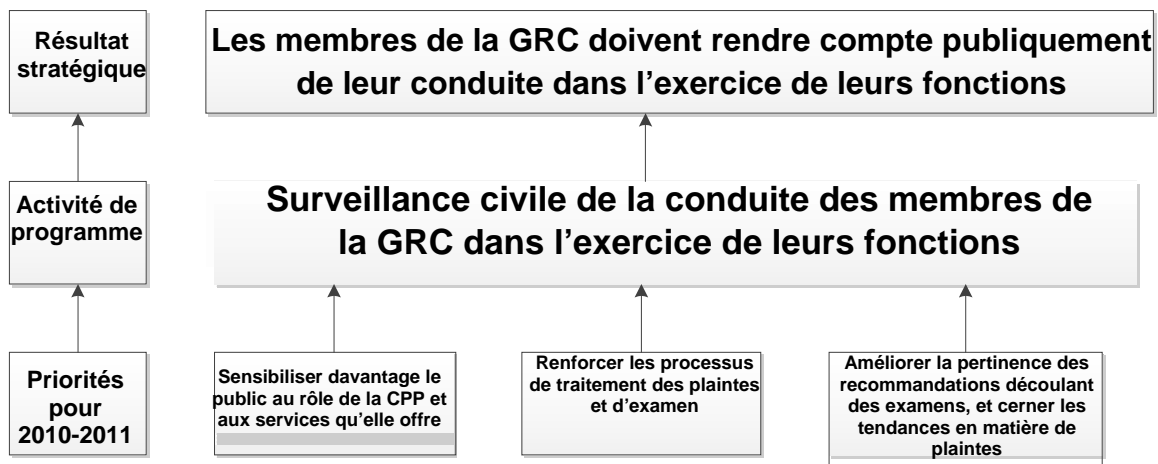 Résultat
stratégique
Les membres de la GRC doivent rendre compte publiquement
de leur conduite dans l’exercice de leurs fonctions
Activité de
programme
Surveillance civile de la conduite des membres de
la GRC dans l’exercice de leurs fonctions
Priorités
pour
2010-2011
Sensibiliser davantage le
public au rôle de la CPP et
aux services qu’elle offre
Renforcer les processus
de traitement des plaintes
et d’examen
Améliorer la pertinence des
recommandations découlant
des examens, et cerner les
tendances en matière de
plaintes